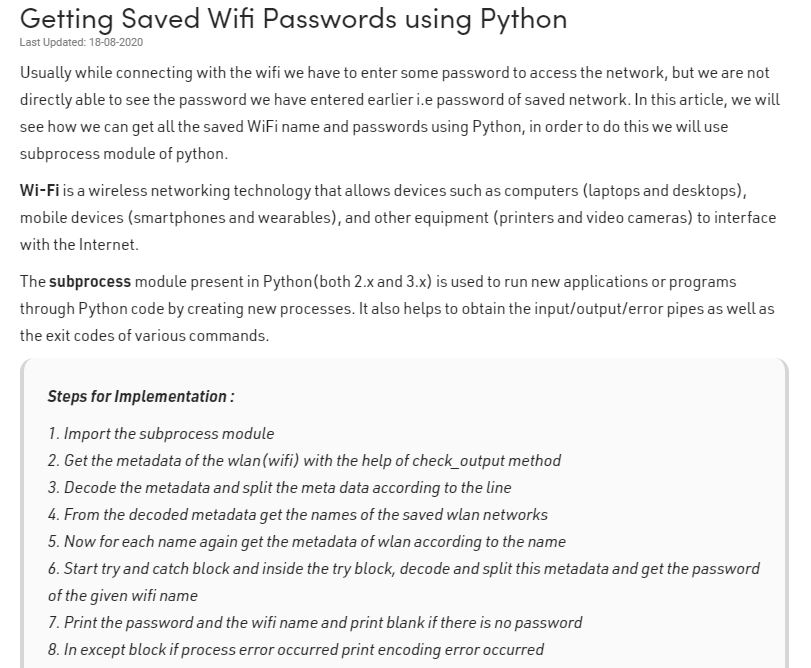 Getting Saved Wifi Passwords using Python
Last Updated: 18-08-2020
Usually while connecting with the wifi we have to enter some password to access the network, but we are not
directly able to see the password we have entered earlier i.e password of saved network. In this article, we will
see how we can get all the saved WiFi name and passwords using Python, in order to do this we will use
subprocess module of python.
Wi-Fi is a wireless networking technology that allows devices such as computers (laptops and desktops),
mobile devices (smartphones and wearables), and other equipment (printers and video cameras) to interface
with the Internet.
The subprocess module present in Python(both 2.x and 3.x) is used to run new applications or programs
through Python code by creating new processes. It also helps to obtain the input/output/error pipes as well as
the exit codes of various commands.
Steps for Implementation :
1. Import the subprocess module
2. Get the metadata of the wlan(wifi) with the help of check_output method
3. Decode the metadata and split the meta data according to the line
4. From the decoded metadata get the names of the saved wlan networks
5. Now for each name again get the metadata of wlan according to the name
6. Start try and catch block and inside the try block, decode and split this metadata and get the password
of the given wifi name
7. Print the password and the wifi name and print blank if there is no password
8. In except block if process error occurred print encoding error occurred